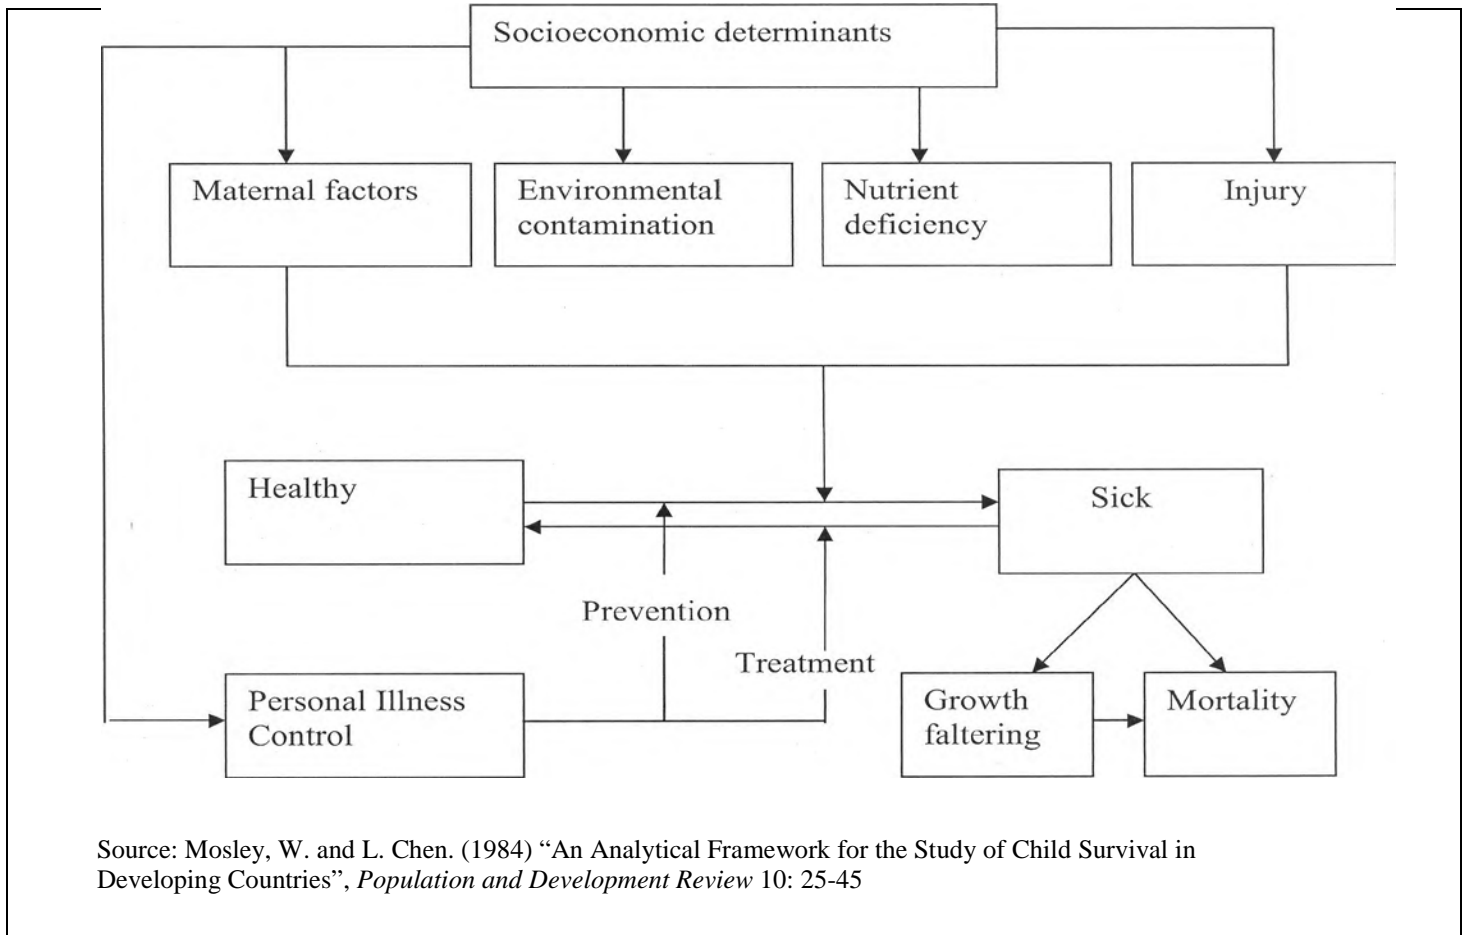 Socioeconomic determinants
Maternal factors
Environmental
contamination
Nutrient
deficiency
Injury
Healthy
Sick
Prevention
Treatment
Personal Illness
Control
Growth
faltering
Mortality
Source: Mosley, W. and L. Chen. (1984) “An Analytical Framework for the Study of Child Survival in
Developing Countries”, Population and Development Review 10: 25-45